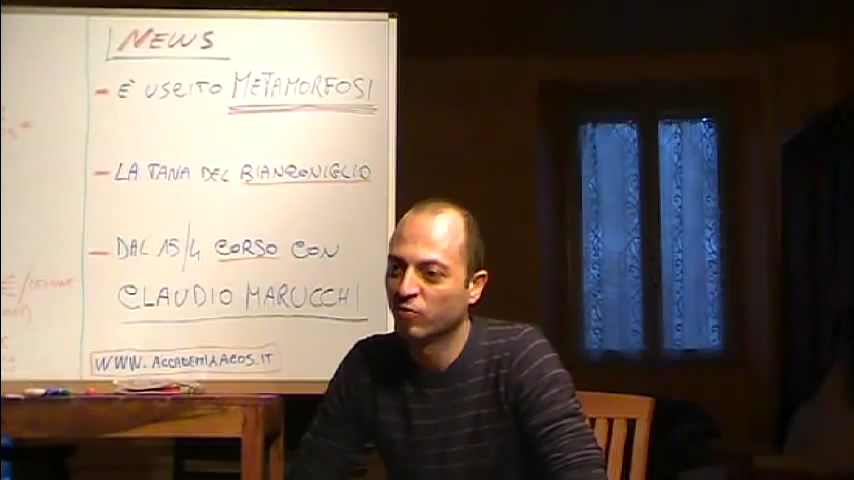 NEWS
- È USCITO METAMORFOSI
- LA TANA DEL BIANCONIGLIO
- DAL 15/4 CORSO CON
CLAUDIO MARUCCHI
WWW.ACCADEMIAACOS.IT